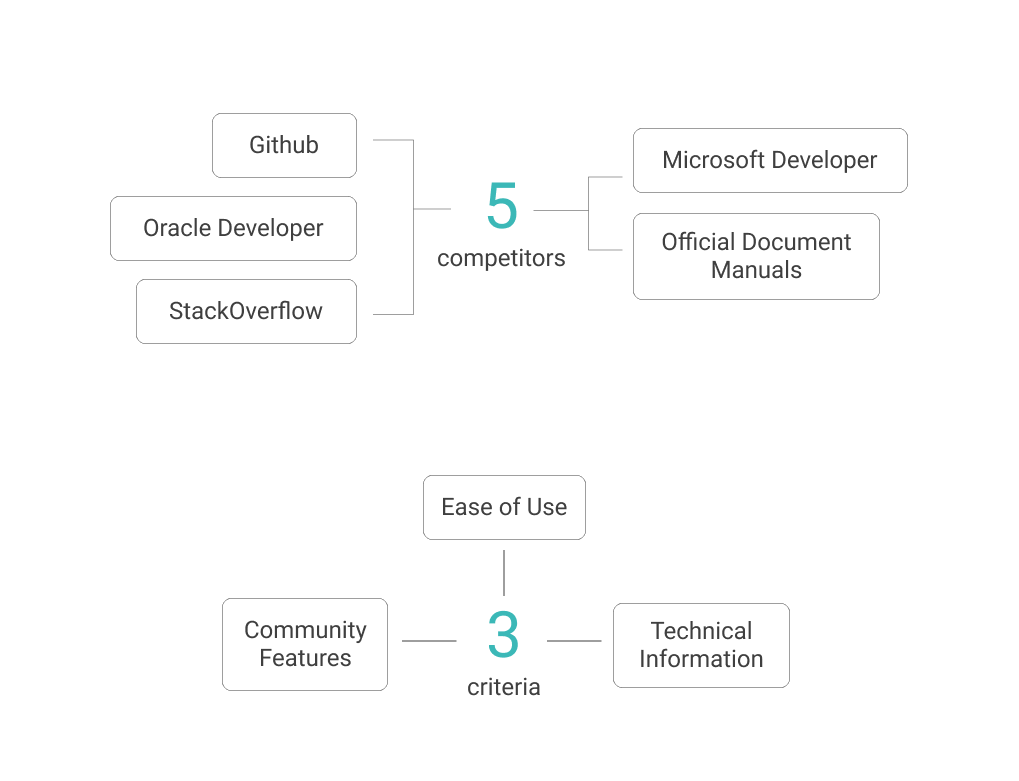 Github
Oracle Developer
StackOverflow
5
competitors
Microsoft Developer
Official Document
Manuals
Ease of Use
Community
Features
3
criteria
Technical
Information